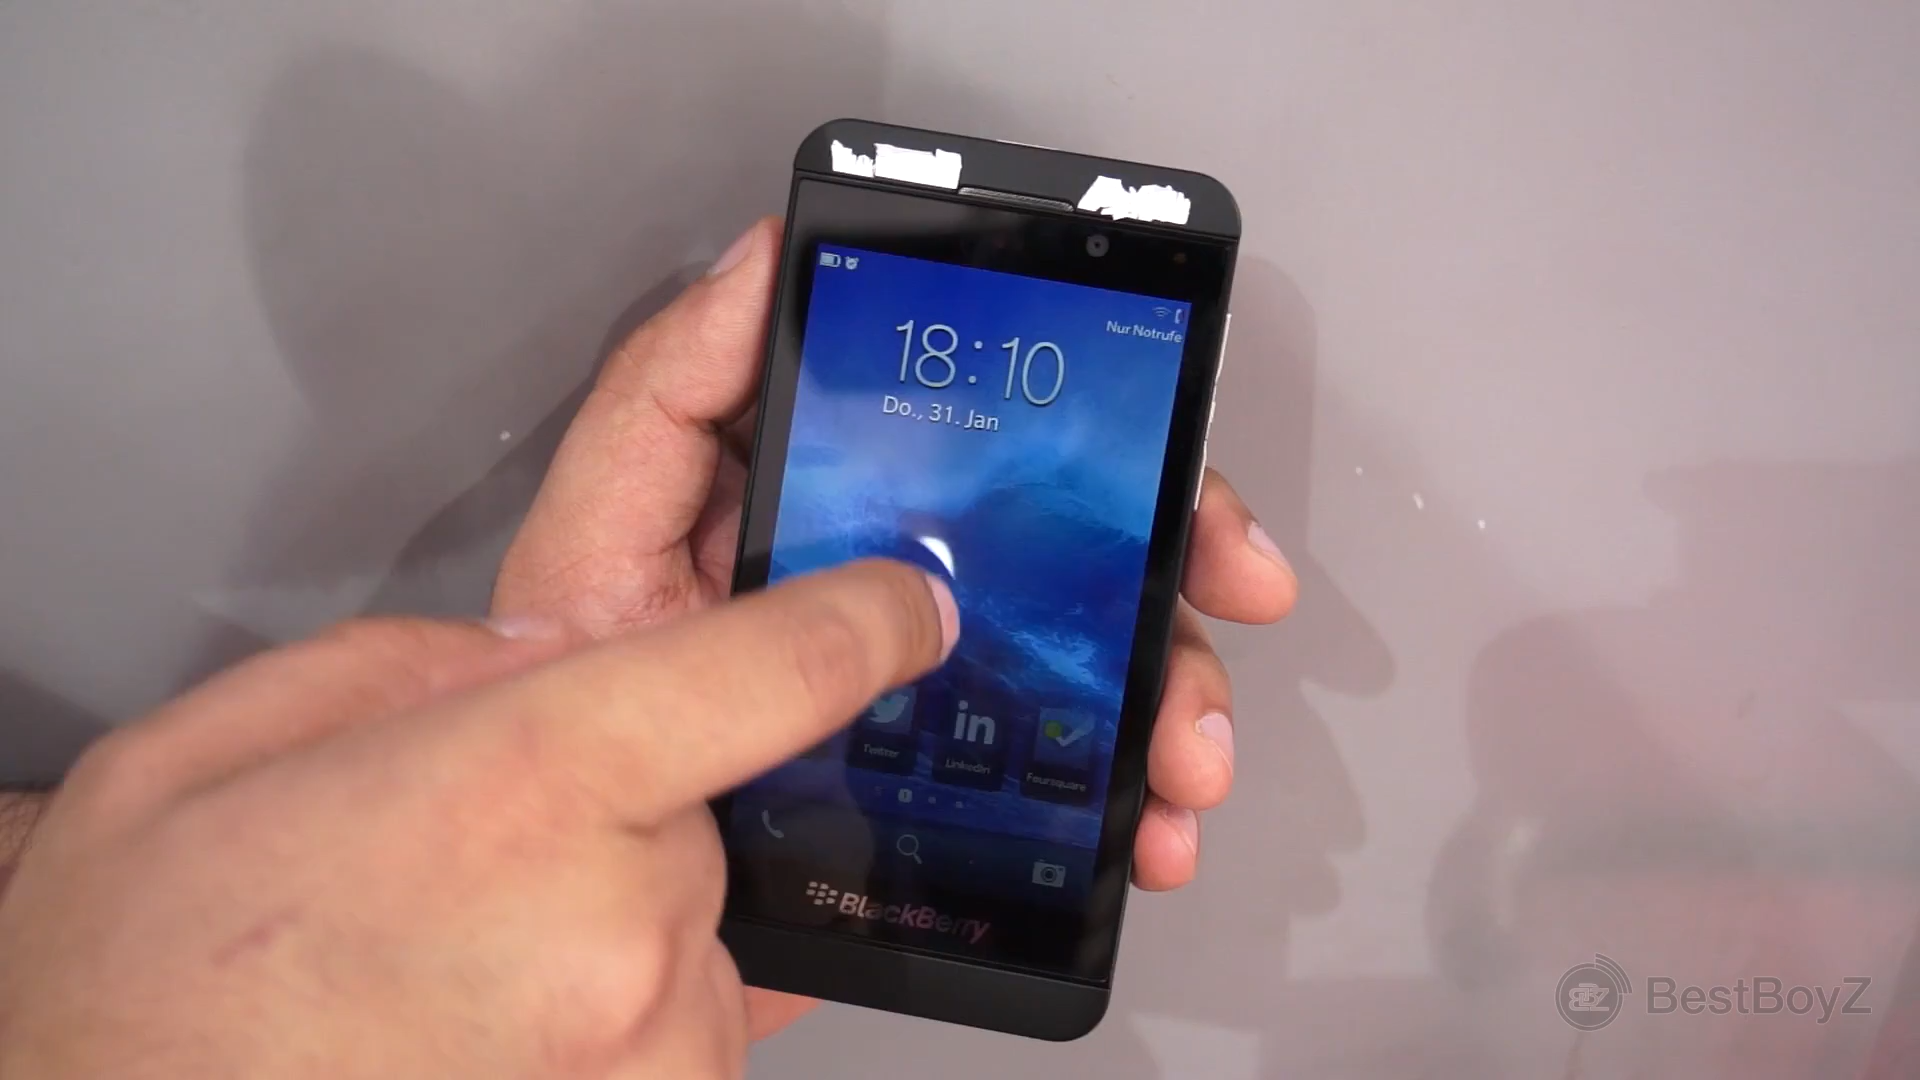 Nur Notrufe
18:10
Do., 31. Jan
Twitter
LinkedIn
Foursquare
BlackBerry
BestBoyZ